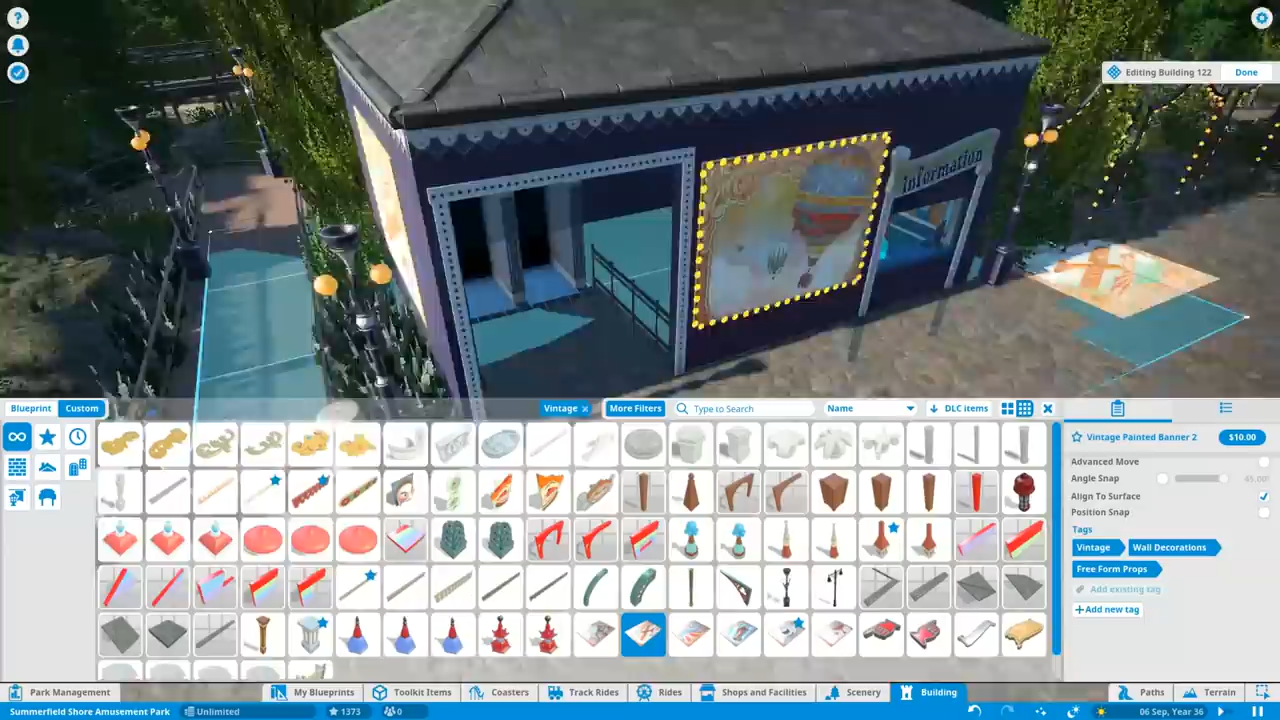 Editing Building 122
Done
information
Blueprint
Custom
Vintage
More Filters
Type to Search
Name
DLC items
Vintage Painted Banner 2
$10.00
Advanced Move
Angle Snap
45.00°
Align To Surface
Position Snap
Tags
Vintage
Wall Decorations
Free Form Props
Add existing tag
Add new tag
Park Management
My Blueprints
Toolkit Items
Coasters
Track Rides
Rides
Shops and Facilities
Scenery
Building
Paths
Terrain
Summerfield Shore Amusement Park
Unlimited
1373
0
06 Sep, Year 36